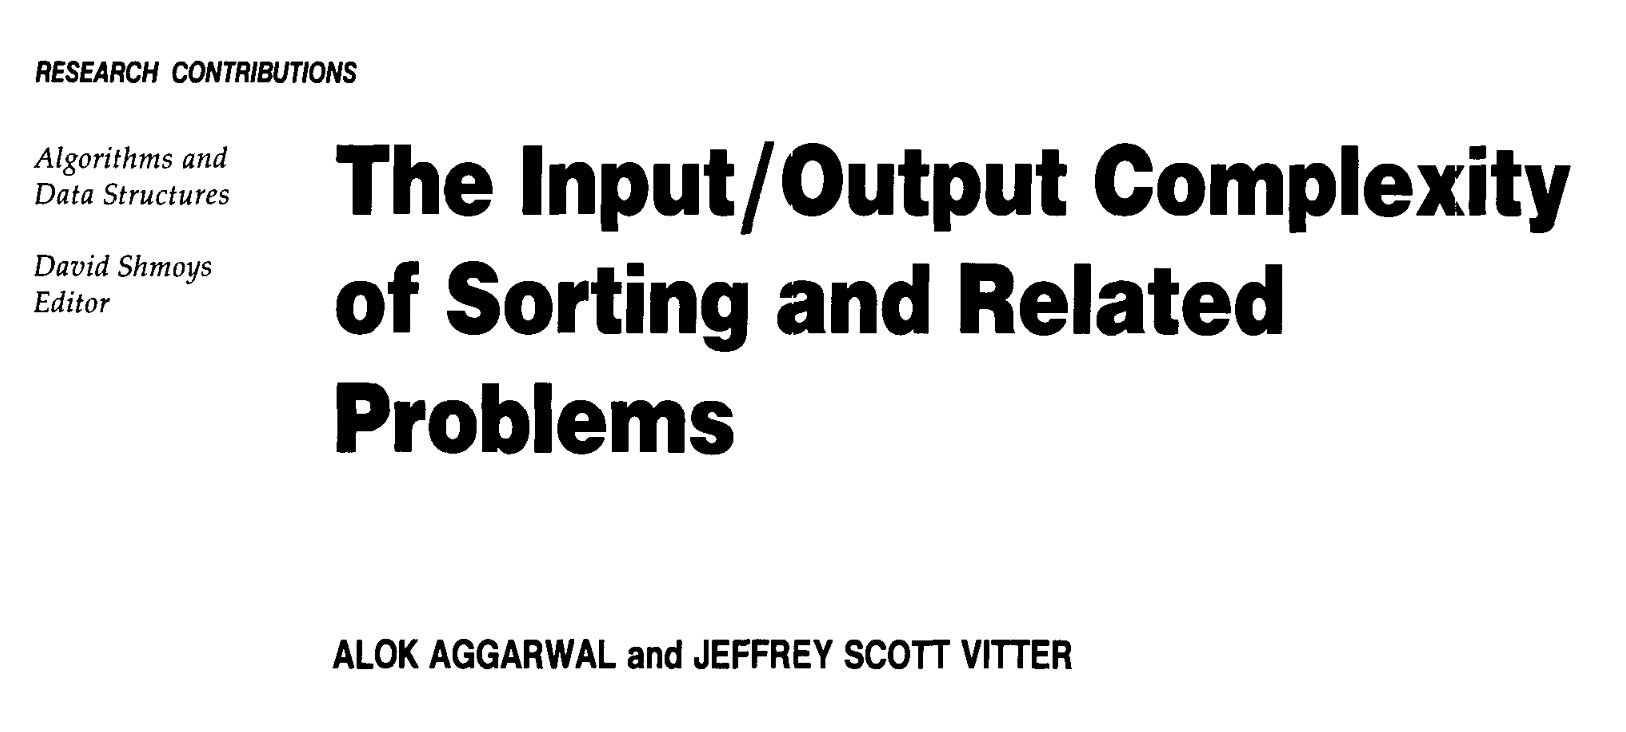 RESEARCH CONTRIBUTIONS
Algorithms and
Data Structures
David Shmoys
Editor
The Input/Output Complexity
of Sorting and Related
Problems
ALOK AGGARWAL and JEFFREY SCOTT VITTER